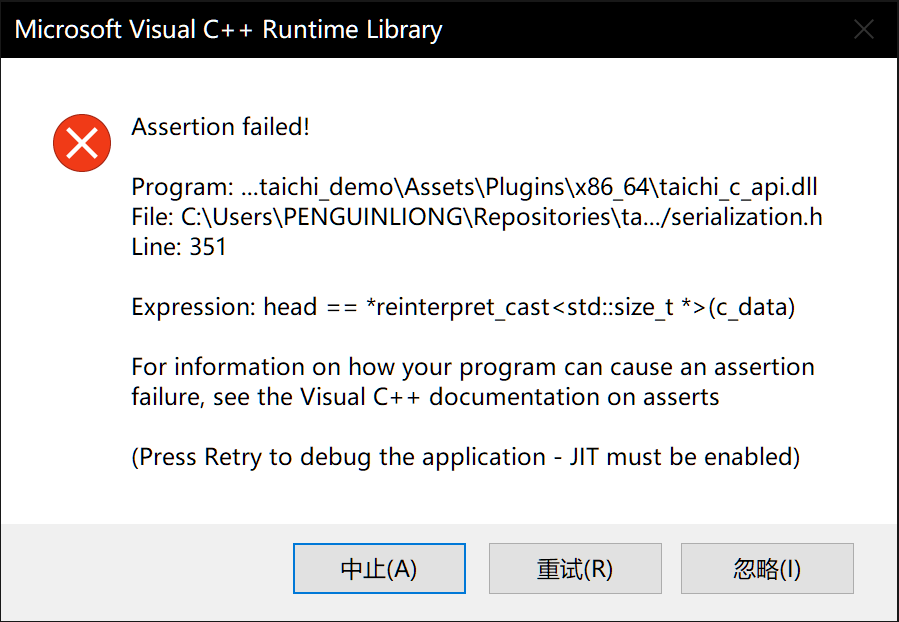 Microsoft Visual C++ Runtime Library
Assertion failed!
Program: ...taichi_demo\Assets\Plugins\x86_64\taichi_c_api.dll
File: C:\Users\PENGUINLIONG\Repositories\ta.../serialization.h
Line: 351
Expression: head == *reinterpret_cast<std::size_t *>(c_data)
For information on how your program can cause an assertion
failure, see the Visual C++ documentation on asserts
(Press Retry to debug the application - JIT must be enabled)
中止(A) 重试(R) 忽略(I)